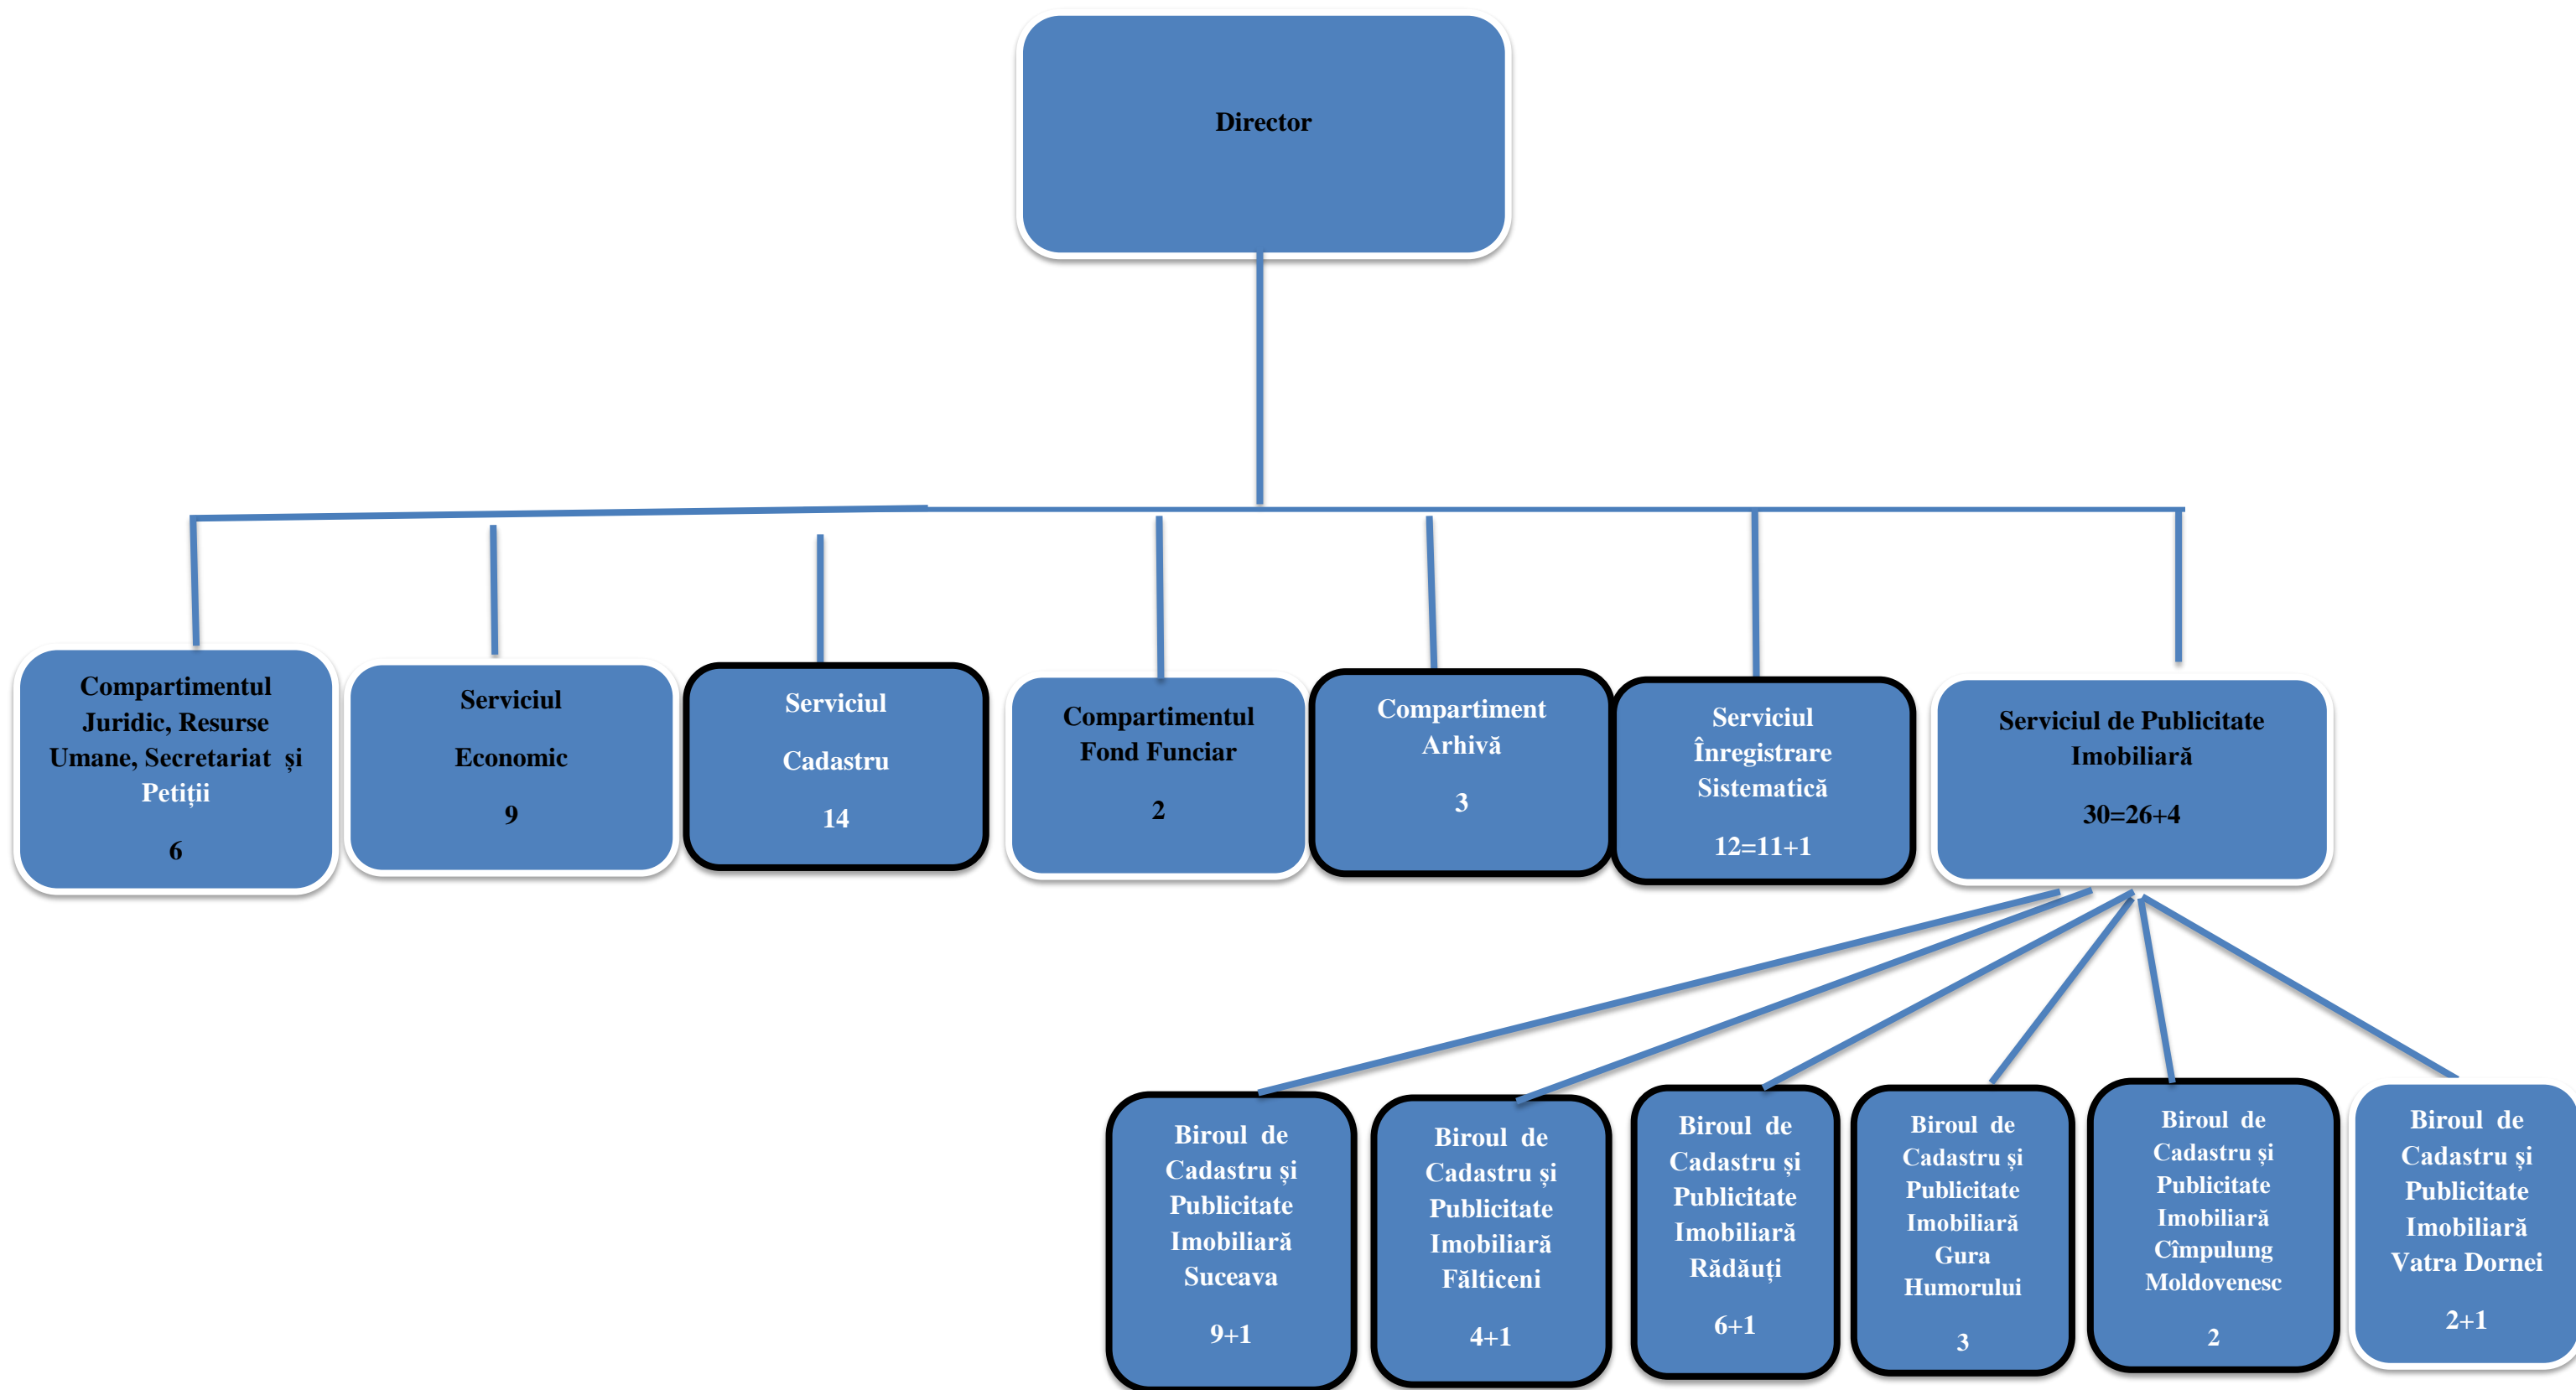 Director
Compartimentul
Juridic, Resurse
Umane, Secretariat și
Petiții
6
Serviciul
Economic
9
Serviciul
Cadastru
14
Compartimentul
Fond Funciar
2
Compartiment
Arhivă
3
Serviciul
Înregistrare
Sistematică
12=11+1
Serviciul de Publicitate
Imobiliară
30=26+4
Biroul de
Cadastru și
Publicitate
Imobiliară
Suceava
9+1
Biroul de
Cadastru și
Publicitate
Imobiliară
Fălticeni
4+1
Biroul de
Cadastru și
Publicitate
Imobiliară
Rădăuți
6+1
Biroul de
Cadastru și
Publicitate
Imobiliară
Gura
Humorului
3
Biroul de
Cadastru și
Publicitate
Imobiliară
Cîmpulung
Moldovenesc
2
Biroul de
Cadastru și
Publicitate
Imobiliară
Vatra Dornei
2+1